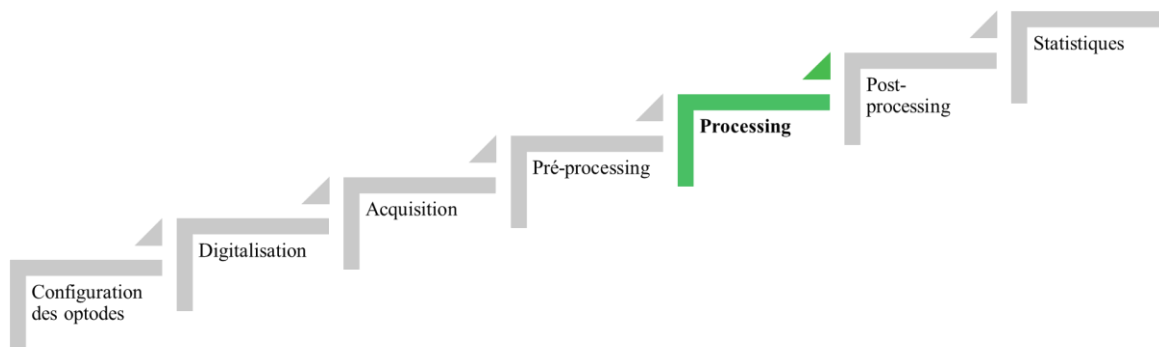 Configuration
des optodes
Digitalisation
Acquisition
Pré-processing
Processing
Post-
processing
Statistiques